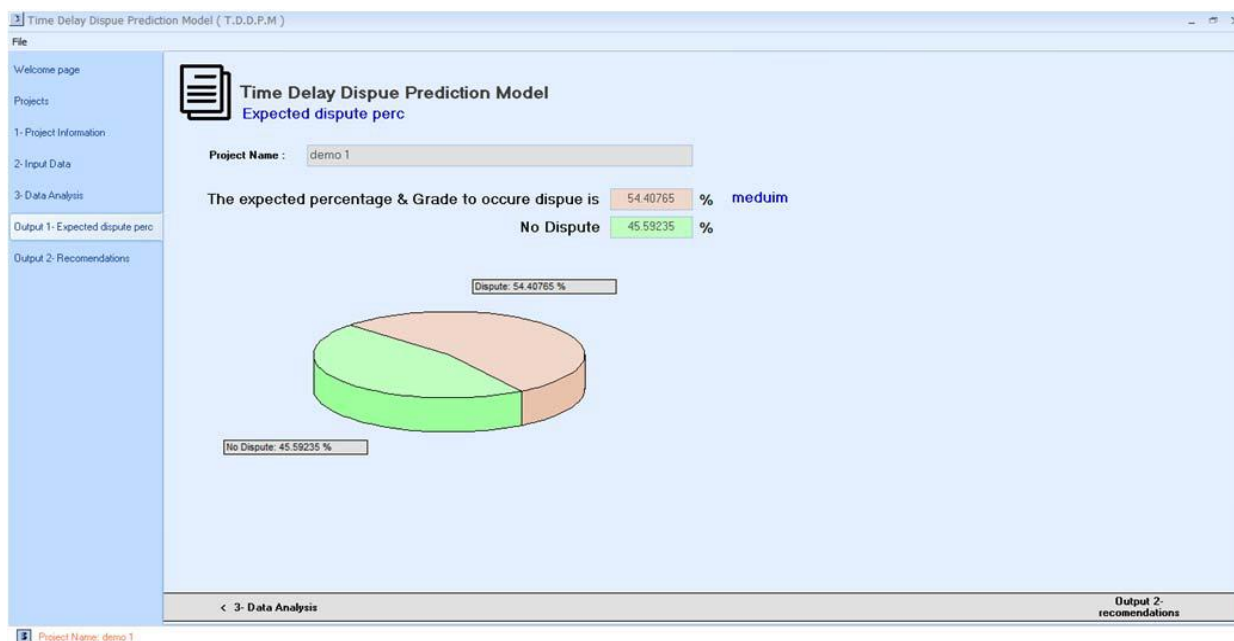 Time Delay Dispue Prediction Model ( T.D.D.P.M )
File
Welcome page
Projects
1- Project Information
2- Input Data
3- Data Analysis
Output 1- Expected dispute perc
Output 2- Recomendations
Time Delay Dispue Prediction Model
Expected dispute perc
Project Name : demo 1
The expected percentage & Grade to occure dispue is 54.40765 % meduim
No Dispute 45.59235 %
Dispute: 54.40765 %
No Dispute: 45.59235 %
< 3- Data Analysis
Output 2-
recomendations
Project Name: demo 1